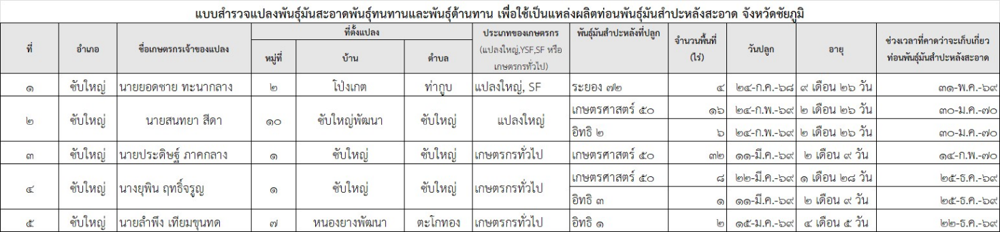 แบบสำรวจแปลงพันธุ์มันสะอาดพันธุ์ทนทานและพันธุ์ต้านทาน เพื่อใช้เป็นแหล่งผลิตท่อนพันธุ์มันสำปะหลังสะอาด จังหวัดชัยภูมิ
ที่ อำเภอ ชื่อเกษตรกรเจ้าของแปลง ที่ตั้งแปลง ประเภทของเกษตรกร พันธุ์มันสำปะหลังที่ปลูก จำนวนพื้นที่ วันปลูก อายุ ช่วงเวลาที่คาดว่าจะเก็บเกี่ยว
หมู่ที่ บ้าน ตำบล (แปลงใหญ่,YSF,SF หรือ (ไร่) ท่อนพันธุ์มันสำปะหลังสะอาด
เกษตรกรทั่วไป)
๑ ซับใหญ่ นายยอดชาย ทะนากลาง ๒ โป่งเกต ท่ากูบ แปลงใหญ่, SF ระยอง ๗๒ ๔ ๒๔-ก.ค.-๖๘ ๙ เดือน ๒๖ วัน ๓๑-พ.ค.-๖๙
๒ ซับใหญ่ นายสนทยา สีดา ๑๐ ซับใหญ่พัฒนา ซับใหญ่ แปลงใหญ่ เกษตรศาสตร์ ๕๐ ๑๖ ๒๔-ก.พ.-๖๙ ๒ เดือน ๒๖ วัน ๓๐-ม.ค.-๗๐
อิทธิ ๒ ๖ ๒๔-ก.พ.-๖๙ ๒ เดือน ๒๖ วัน ๓๐-ม.ค.-๗๐
๓ ซับใหญ่ นายประดิษฐ์ ภาคกลาง ๑ ซับใหญ่ ซับใหญ่ เกษตรกรทั่วไป เกษตรศาสตร์ ๕๐ ๓๒ ๑๑-มี.ค.-๖๙ ๒ เดือน ๙ วัน ๑๔-ก.พ.-๗๐
๔ ซับใหญ่ นางยุพิน ฤทธิ์จรูญ ๑ ซับใหญ่ ซับใหญ่ เกษตรกรทั่วไป เกษตรศาสตร์ ๕๐ ๘ ๒๒-มี.ค.-๖๙ ๑ เดือน ๒๘ วัน ๒๕-ธ.ค.-๖๙
อิทธิ ๓ ๑ ๑๑-มี.ค.-๖๙ ๒ เดือน ๙ วัน ๒๕-ธ.ค.-๖๙
๕ ซับใหญ่ นายลำพึง เทียมขุนทด ๗ หนองยางพัฒนา ตะโกทอง เกษตรกรทั่วไป อิทธิ ๑ ๒ ๑๕-ม.ค.-๖๙ ๔ เดือน ๕ วัน ๒๒-ธ.ค.-๖๙